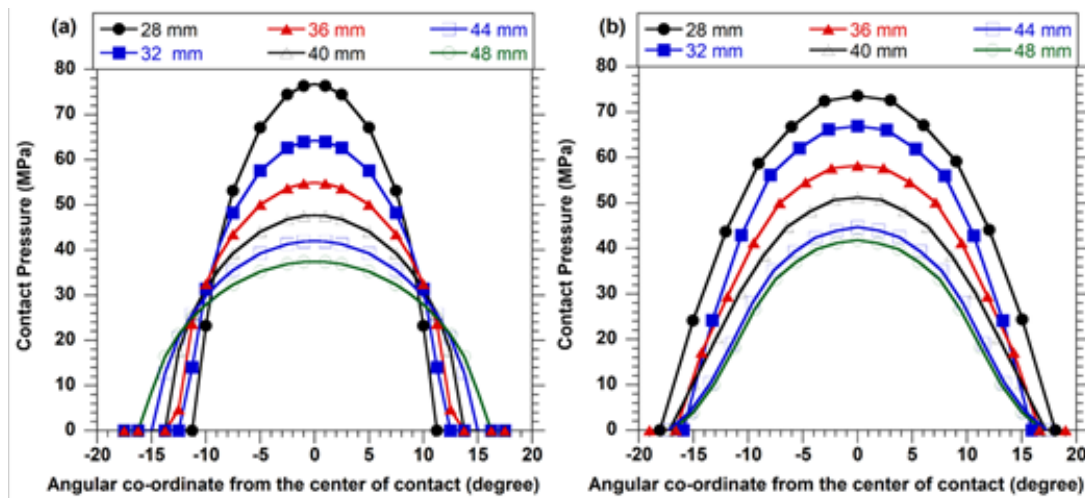 (a)
28 mm 36 mm 44 mm
32 mm 40 mm 48 mm
80
70
60
50
40
30
20
10
0
Contact Pressure (MPa)
-20 -15 -10 -5 0 5 10 15 20
Angular co-ordinate from the center of contact (degree)
(b)
28 mm 36 mm 44 mm
32 mm 40 mm 48 mm
80
70
60
50
40
30
20
10
0
Contact Pressure (MPa)
-20 -15 -10 -5 0 5 10 15 20
Angular co-ordinate from the center of contact (degree)